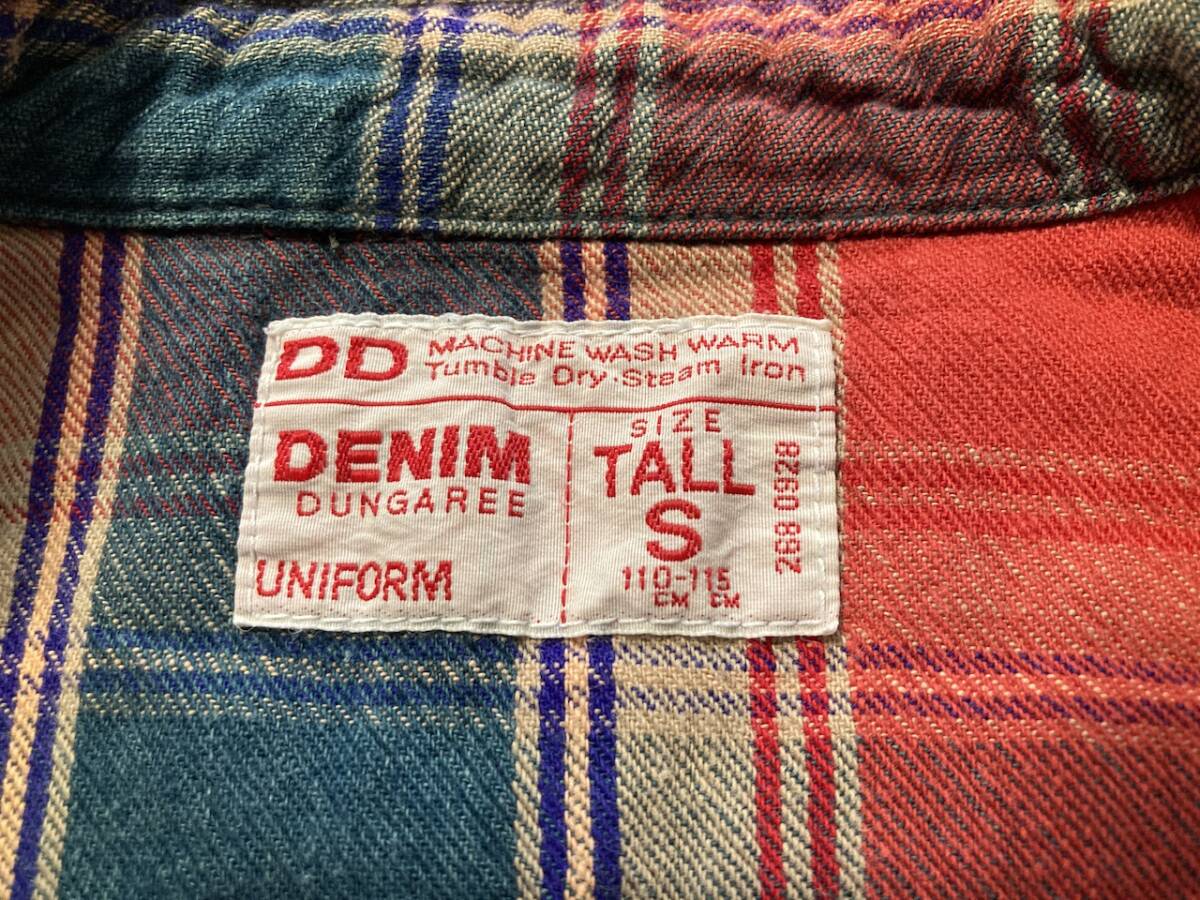 DD MACHINE WASH WARM
Tumble Dry·Steam Iron
DENIM
DUNGAREE
UNIFORM
SIZE
TALL
S
110-115
CM CM
268 0928